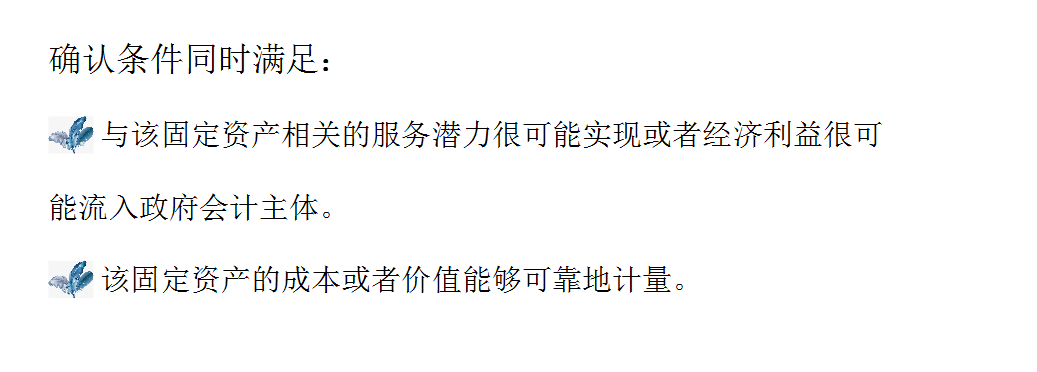 确认条件同时满足：
与该固定资产相关的服务潜力很可能实现或者经济利益很可
能流入政府会计主体。
该固定资产的成本或者价值能够可靠地计量。